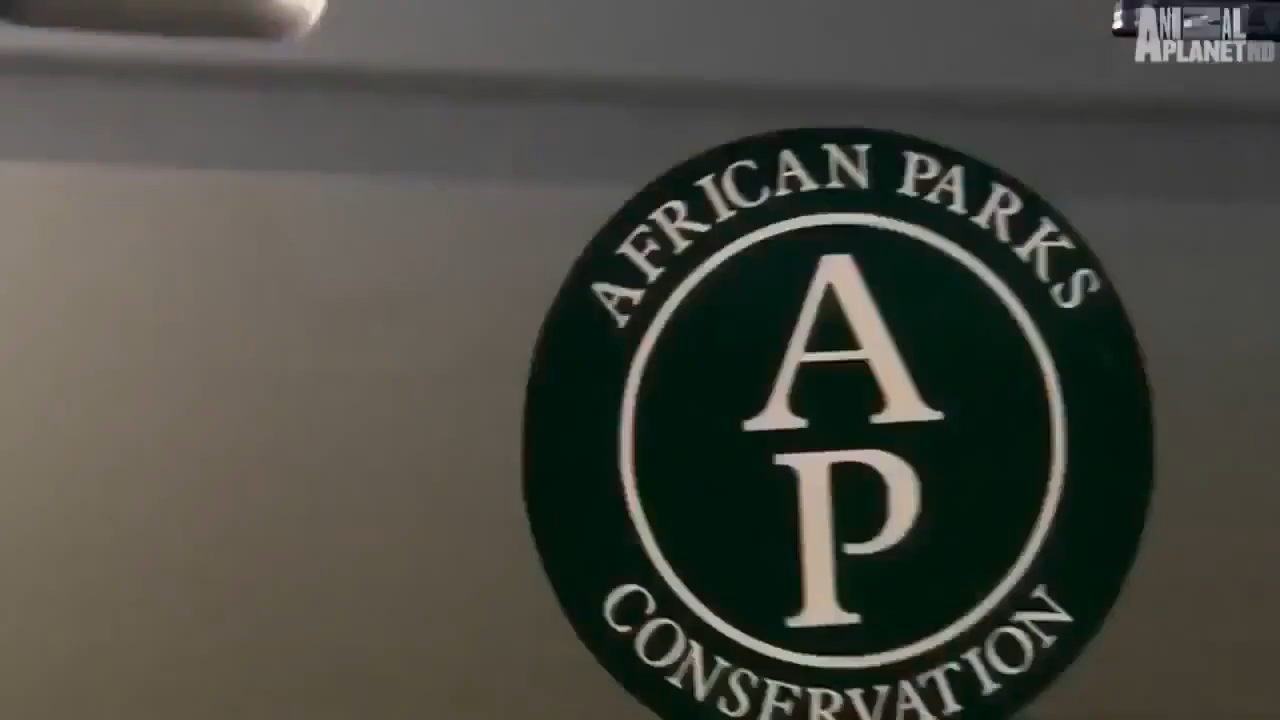 ANIMAL
PLANET HD
AFRICAN PARKS
A
P
CONSERVATION